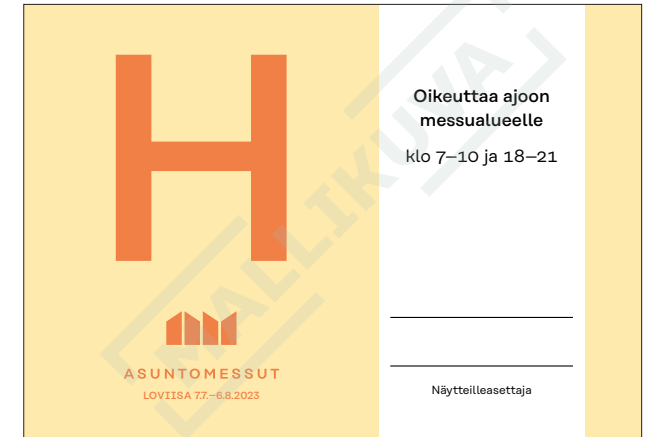 H
ASUNTOMESSUT
LOVIISA 7.7.–6.8.2023
Oikeuttaa ajoon
messualueelle
klo 7–10 ja 18–21
Näytteilleasettaja
MALLIKUVA